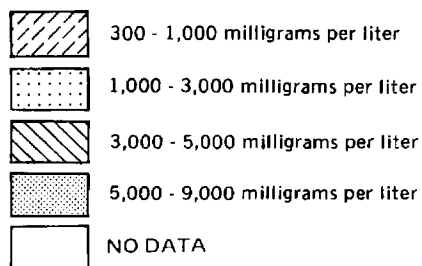 300 - 1,000 milligrams per liter
1,000 - 3,000 milligrams per liter
3,000 - 5,000 milligrams per liter
5,000 - 9,000 milligrams per liter
NO DATA